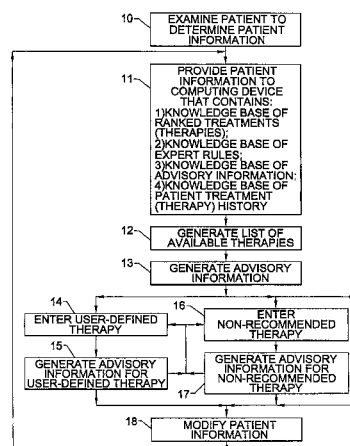 10
EXAMINE PATIENT TO
DETERMINE PATIENT
INFORMATION
11
PROVIDE PATIENT
INFORMATION TO
COMPUTING DEVICE
THAT CONTAINS:
1)KNOWLEDGE BASE OF
RANKED TREATMENTS
(THERAPIES);
2)KNOWLEDGE BASE OF
EXPERT RULES;
3)KNOWLEDGE BASE OF
ADVISORY INFORMATION;
4)KNOWLEDGE BASE OF
PATIENT TREATMENT
(THERAPY) HISTORY
12
GENERATE LIST OF
AVAILABLE THERAPIES
13
GENERATE ADVISORY
INFORMATION
14
ENTER USER-DEFINED
THERAPY
16
ENTER
NON-RECOMMENDED
THERAPY
15
GENERATE ADVISORY
INFORMATION FOR
USER-DEFINED THERAPY
GENERATE ADVISORY
INFORMATION FOR
NON-RECOMMENDED
THERAPY
17
18
MODIFY PATIENT
INFORMATION